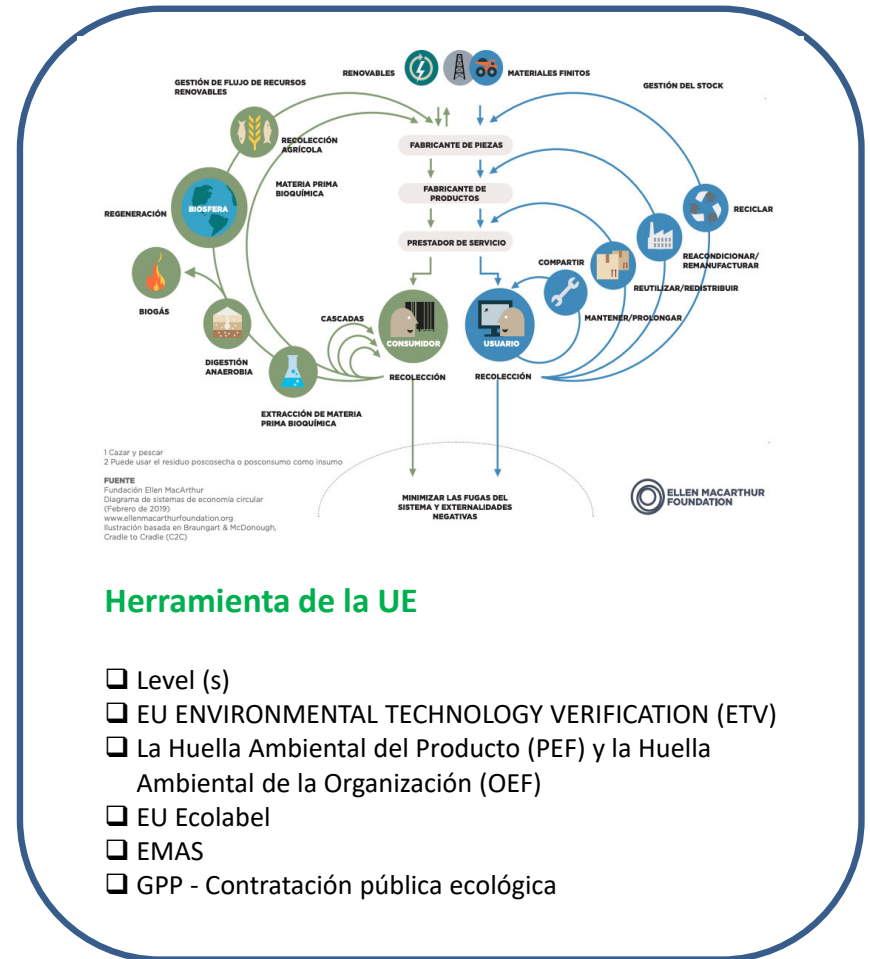 RENOVABLES
MATERIALES FINITOS
GESTIÓN DE FLUJO DE RECURSOS
RENOVABLES
GESTIÓN DEL STOCK
RECOLECCIÓN
AGRÍCOLA
FABRICANTE DE PIEZAS
MATERIA PRIMA
BIOQUÍMICA
FABRICANTE DE
PRODUCTOS
REGENERACIÓN
BIOSFERA
RECICLAR
PRESTADOR DE SERVICIO
COMPARTIR
REACONDICIONAR/
REMANUFACTURAR
REUTILIZAR/REDISTRIBUIR
BIOGÁS
CASCADAS
MANTENER/PROLONGAR
CONSUMIDOR
USUARIO
DIGESTIÓN
ANAEROBIA
RECOLECCIÓN
RECOLECCIÓN
EXTRACCIÓN DE MATERIA
PRIMA BIOQUÍMICA
1 Cazar y pescar
2 Puede usar el residuo poscosecha o posconsumo como insumo
FUENTE
Fundación Ellen MacArthur
Diagrama de sistemas de economía circular
(Febrero de 2019)
www.ellenmacarthurfoundation.org
Ilustración basada en Braungart & McDonough,
Cradle to Cradle (C2C)
MINIMIZAR LAS FUGAS DEL
SISTEMA Y EXTERNALIDADES
NEGATIVAS
ELLEN MACARTHUR
FOUNDATION
Herramienta de la UE
❑ Level (s)
❑ EU ENVIRONMENTAL TECHNOLOGY VERIFICATION (ETV)
❑ La Huella Ambiental del Producto (PEF) y la Huella
Ambiental de la Organización (OEF)
❑ EU Ecolabel
❑ EMAS
❑ GPP - Contratación pública ecológica